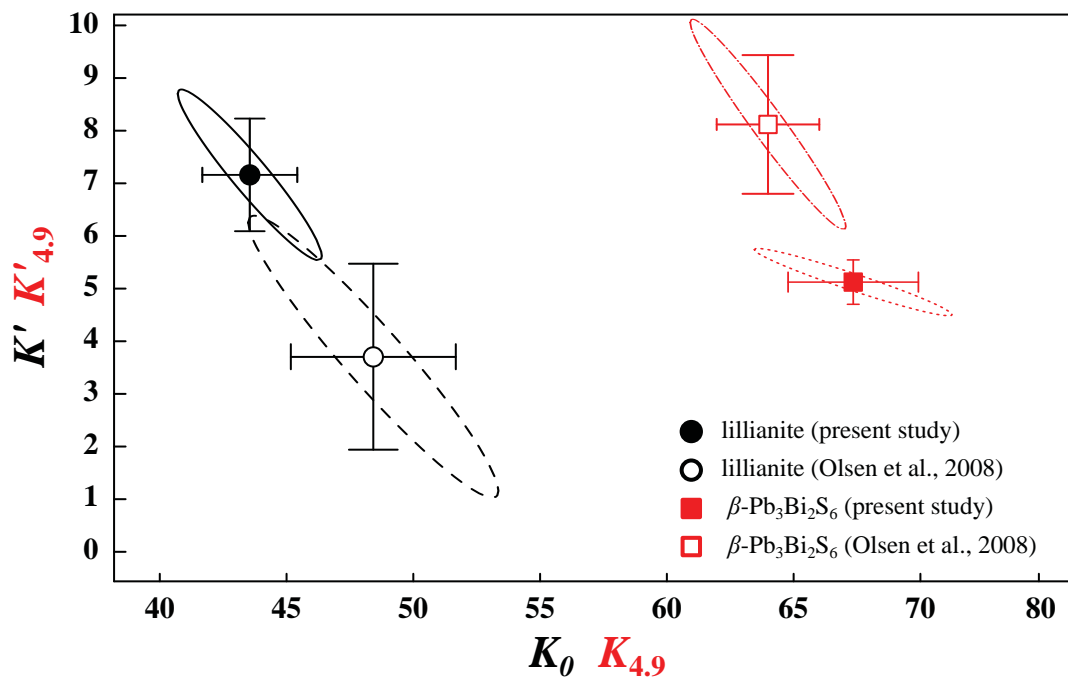 10
9
8
7
6
5
4
3
2
1
0
K' K'4.9
40 45 50 55 60 65 70 80
K0 K4.9
lillianite (present study)
lillianite (Olsen et al., 2008)
β-Pb3Bi2S6 (present study)
β-Pb3Bi2S6 (Olsen et al., 2008)